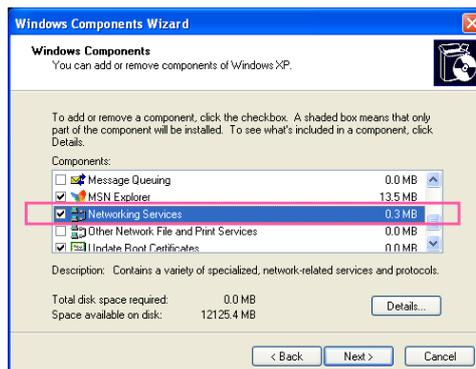 Windows Components Wizard
Windows Components
You can add or remove components of Windows XP.
To add or remove a component, click the checkbox. A shaded box means that only
part of the component will be installed. To see what's included in a component, click
Details.
Components:
Message Queuing 0.0 MB
MSN Explorer 13.5 MB
Networking Services 0.3 MB
Other Network File and Print Services 0.0 MB
Update Root Certificates 0.0 MB
Description: Contains a variety of specialized, network-related services and protocols.
Total disk space required: 0.0 MB
Space available on disk: 12125.4 MB
Details...
< Back Next > Cancel